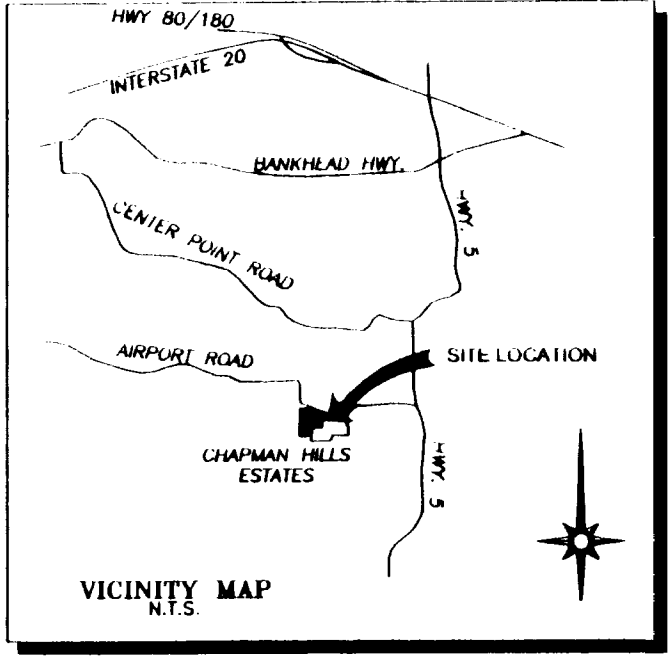 HWY 80/180
INTERSTATE 20
BANKHEAD HWY.
HWY. 5
CENTER POINT ROAD
AIRPORT ROAD
SITE LOCATION
CHAPMAN HILLS
ESTATES
HWY. 5
VICINITY MAP
N.T.S.